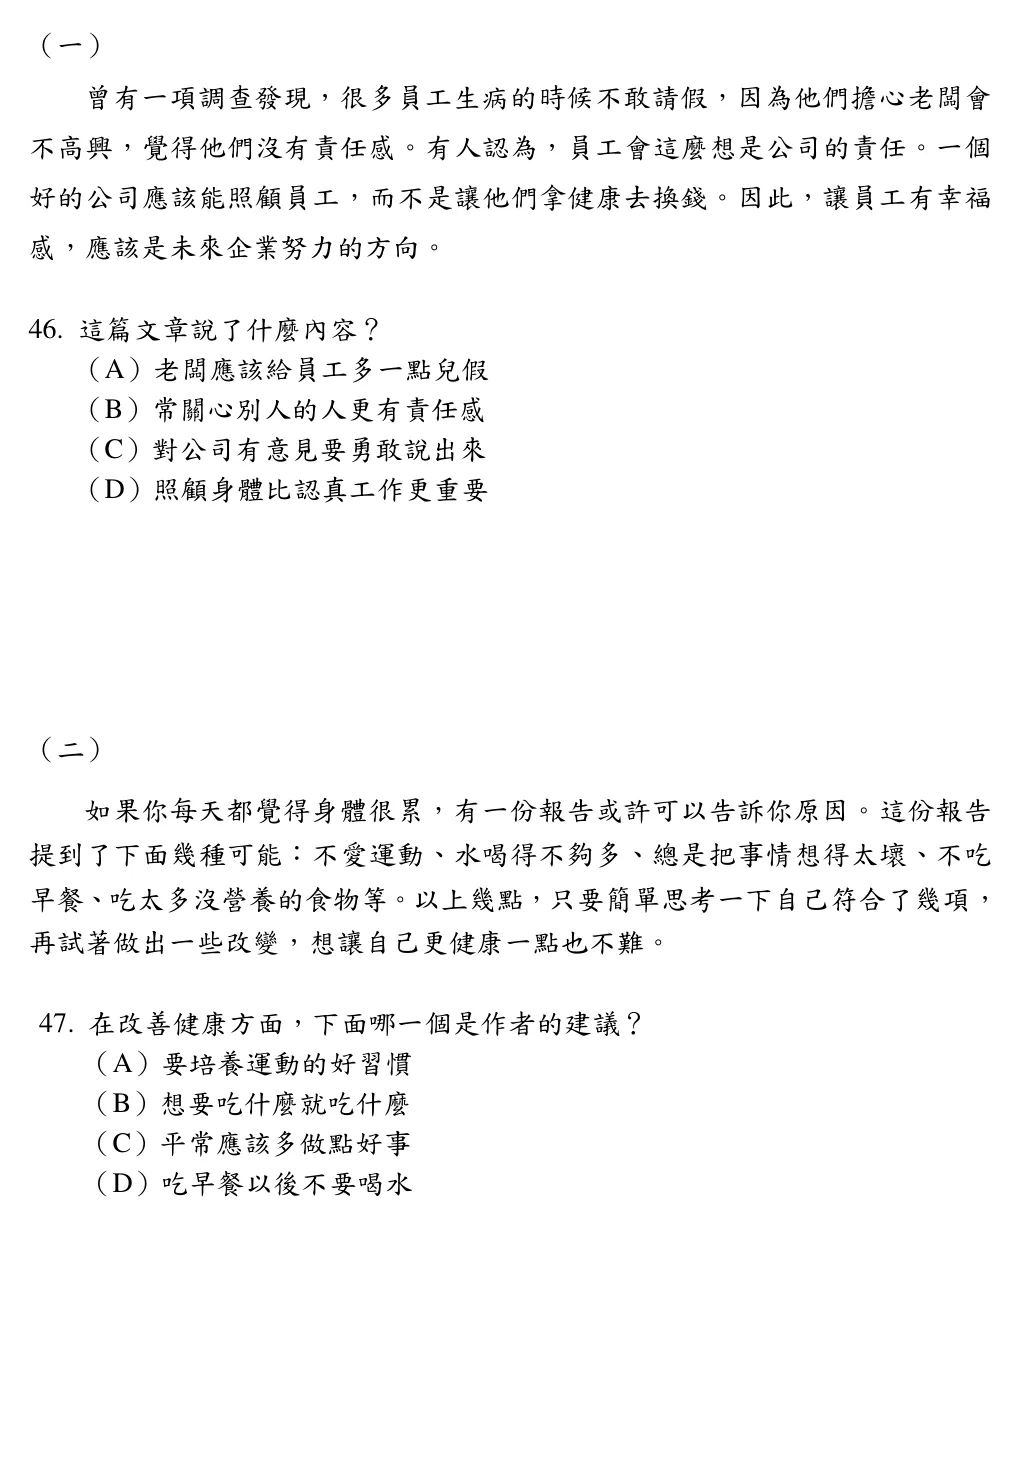 （一）
曾有一項調查發現，很多員工生病的時候不敢請假，因為他們擔心老闆會
不高興，覺得他們沒有責任感。有人認為，員工會這麼想是公司的責任。一個
好的公司應該能照顧員工，而不是讓他們拿健康去換錢。因此，讓員工有幸福
感，應該是未來企業努力的方向。
46. 這篇文章說了什麼內容？
（A）老闆應該給員工多一點兒假
（B）常關心別人的人更有責任感
（C）對公司有意見要勇敢說出來
（D）照顧身體比認真工作更重要
（二）
如果你每天都覺得身體很累，有一份報告或許可以告訴你原因。這份報告
提到了下面幾種可能：不愛運動、水喝得不夠多、總是把事情想得太壞、不吃
早餐、吃太多沒營養的食物等。以上幾點，只要簡單思考一下自己符合了幾項，
再試著做出一些改變，想讓自己更健康一點也不難。
47. 在改善健康方面，下面哪一個是作者的建議？
（A）要培養運動的好習慣
（B）想要吃什麼就吃什麼
（C）平常應該多做點好事
（D）吃早餐以後不要喝水